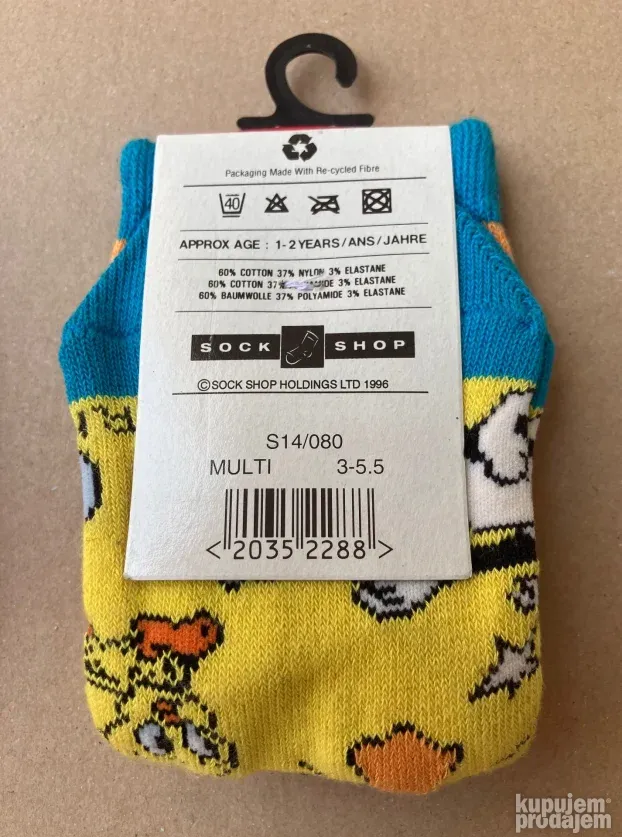 Packaging Made With Re-cycled Fibre
40
APPROX AGE : 1-2 YEARS/ANS/JAHRE
60% COTTON 37% NYLON 3% ELASTANE
60% COTTON 37% 3% ELASTANE
60% BAUMWOLLE 37% POLYAMIDE 3% ELASTANE
SOCK SHOP
©SOCK SHOP HOLDINGS LTD 1996
S14/080
MULTI 3-5.5
<20352288>
kupujem
prodajem